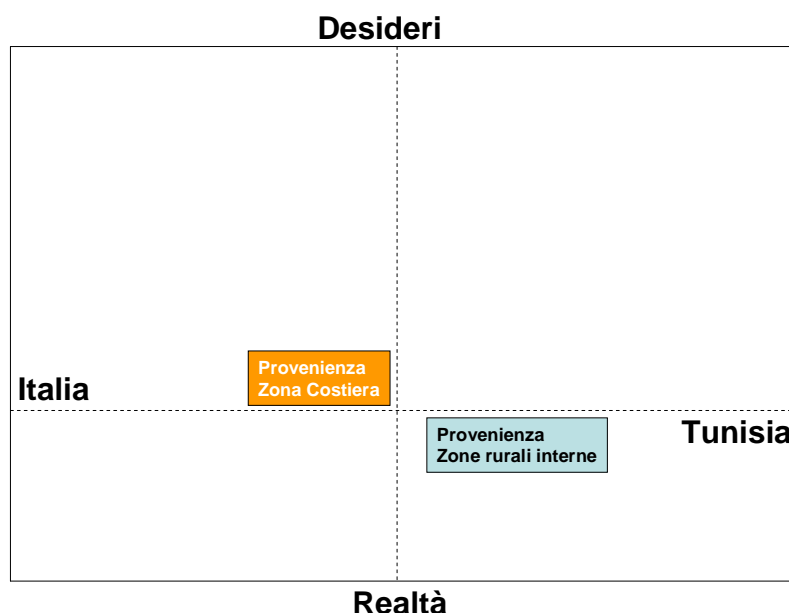 Desideri
Provenienza
Zona Costiera
Italia
Provenienza
Zone rurali interne
Tunisia
Realtà